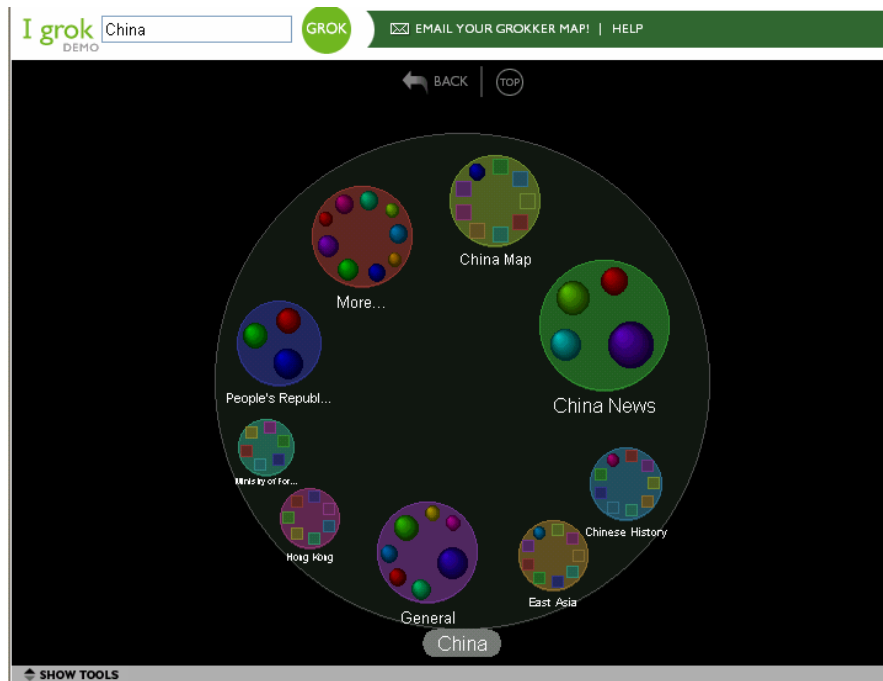 I grok
DEMO
China
GROK
EMAIL YOUR GROKKER MAP! | HELP
BACK
TOP
China Map
More...
China News
People's Republ...
Ministry of For...
Chinese History
Hong Kong
East Asia
General
China
SHOW TOOLS